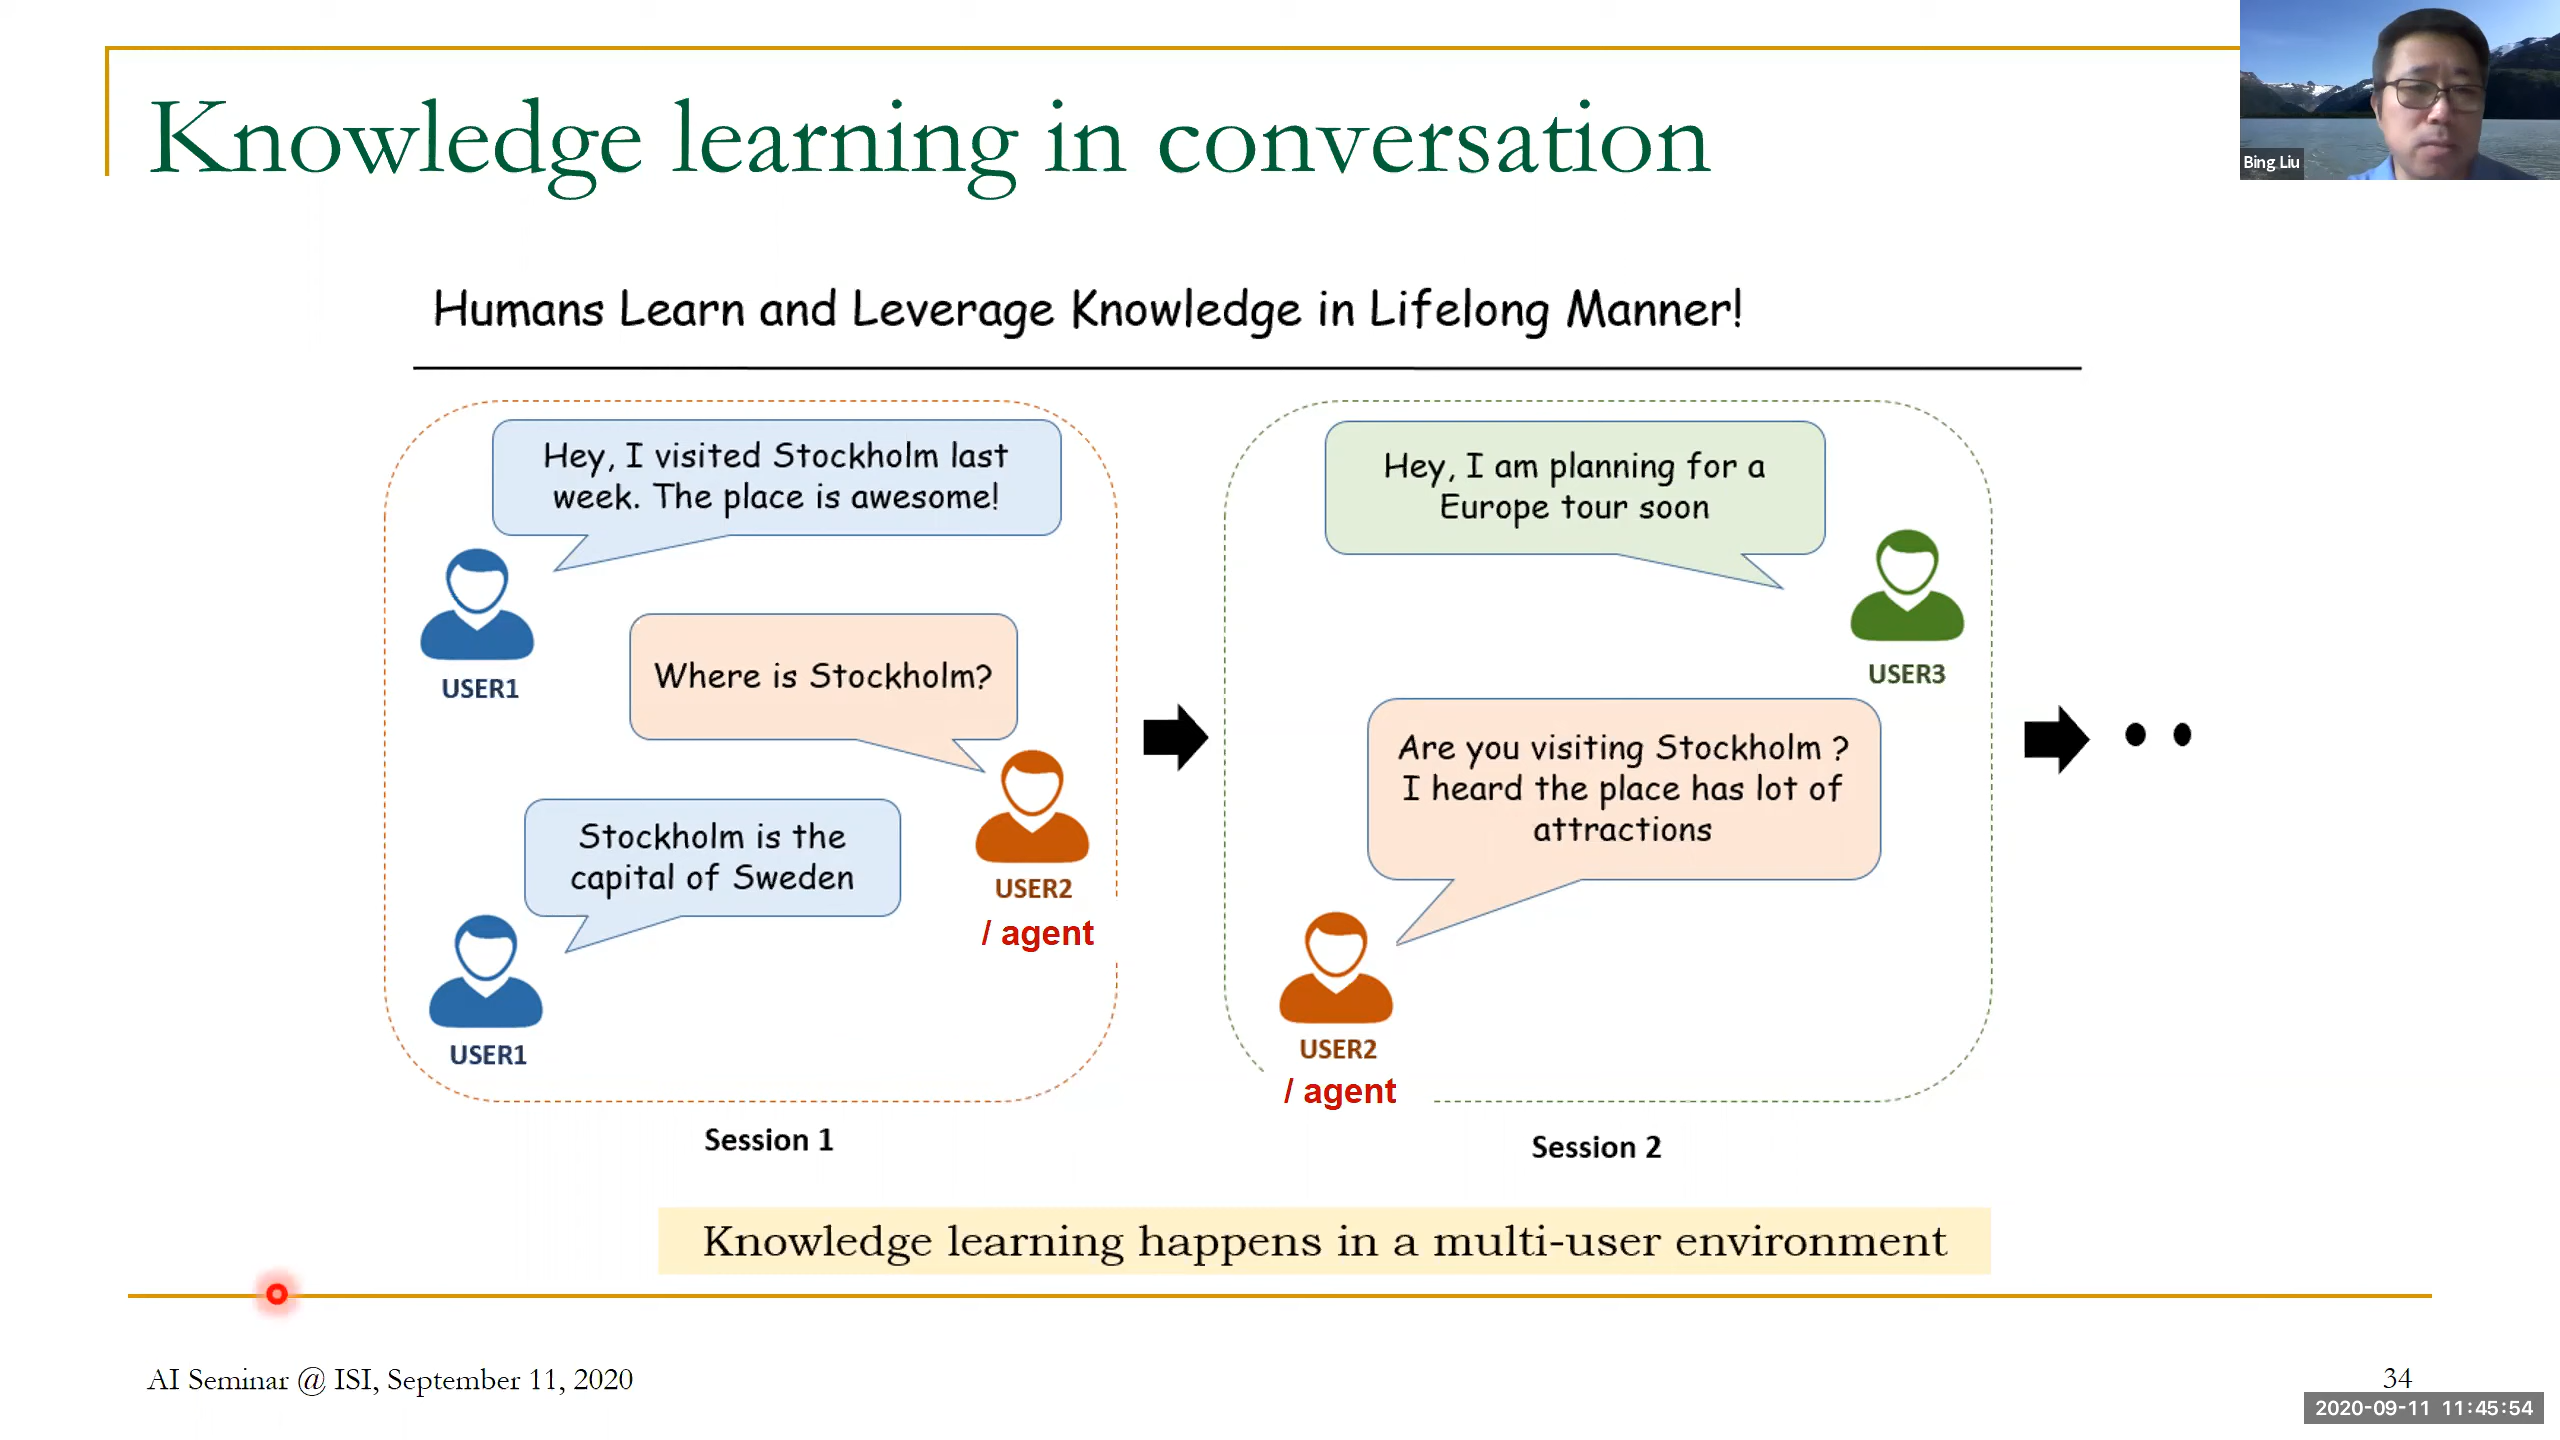 Knowledge learning in conversation
Bing Liu
Humans Learn and Leverage Knowledge in Lifelong Manner!
Hey, I visited Stockholm last
week. The place is awesome!
USER1
Where is Stockholm?
USER2
/ agent
Stockholm is the
capital of Sweden
USER1
Session 1
Hey, I am planning for a
Europe tour soon
USER3
Are you visiting Stockholm ?
I heard the place has lot of
attractions
USER2
/ agent
Session 2
Knowledge learning happens in a multi-user environment
AI Seminar @ ISI, September 11, 2020
34
2020-09-11 11:45:54